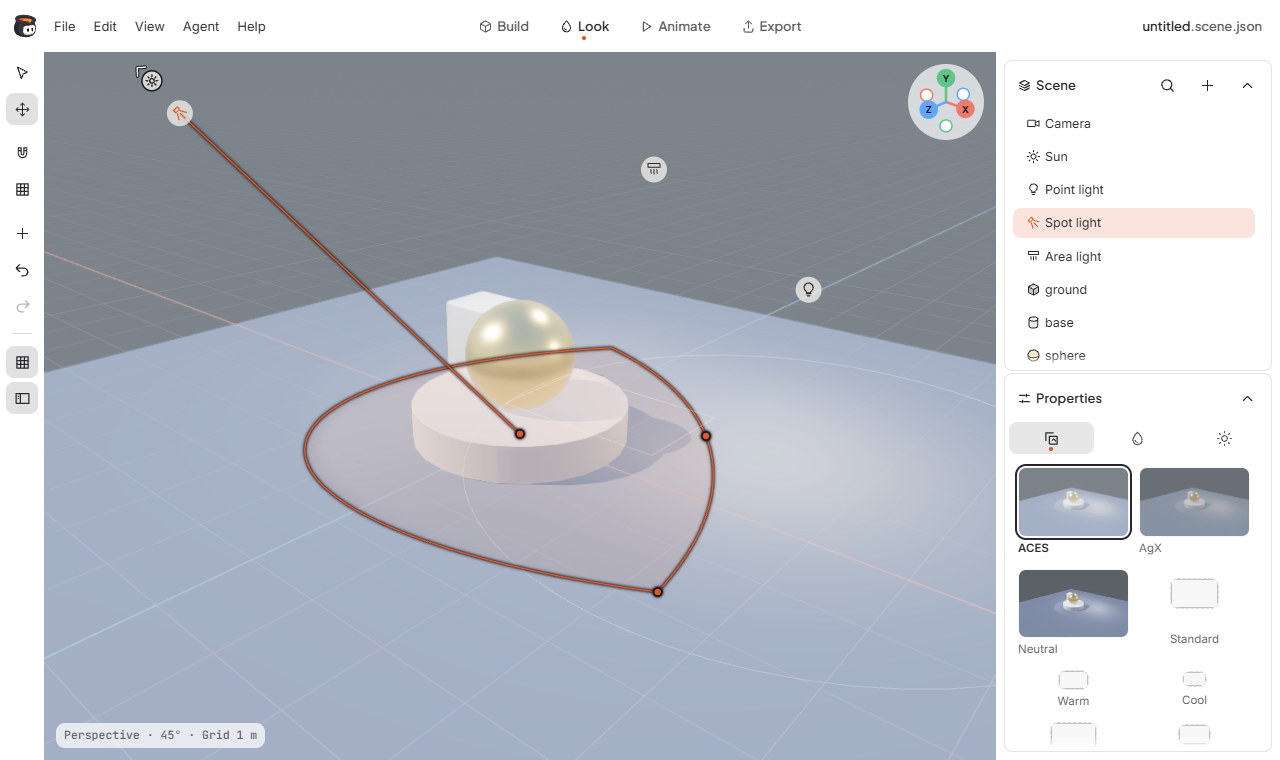 File Edit View Agent Help
Build Look Animate Export
untitled.scene.json
Y
Z X
Scene
Camera
Sun
Point light
Spot light
Area light
ground
base
sphere
Properties
ACES AgX
Neutral Standard
Warm Cool
Perspective · 45° · Grid 1 m